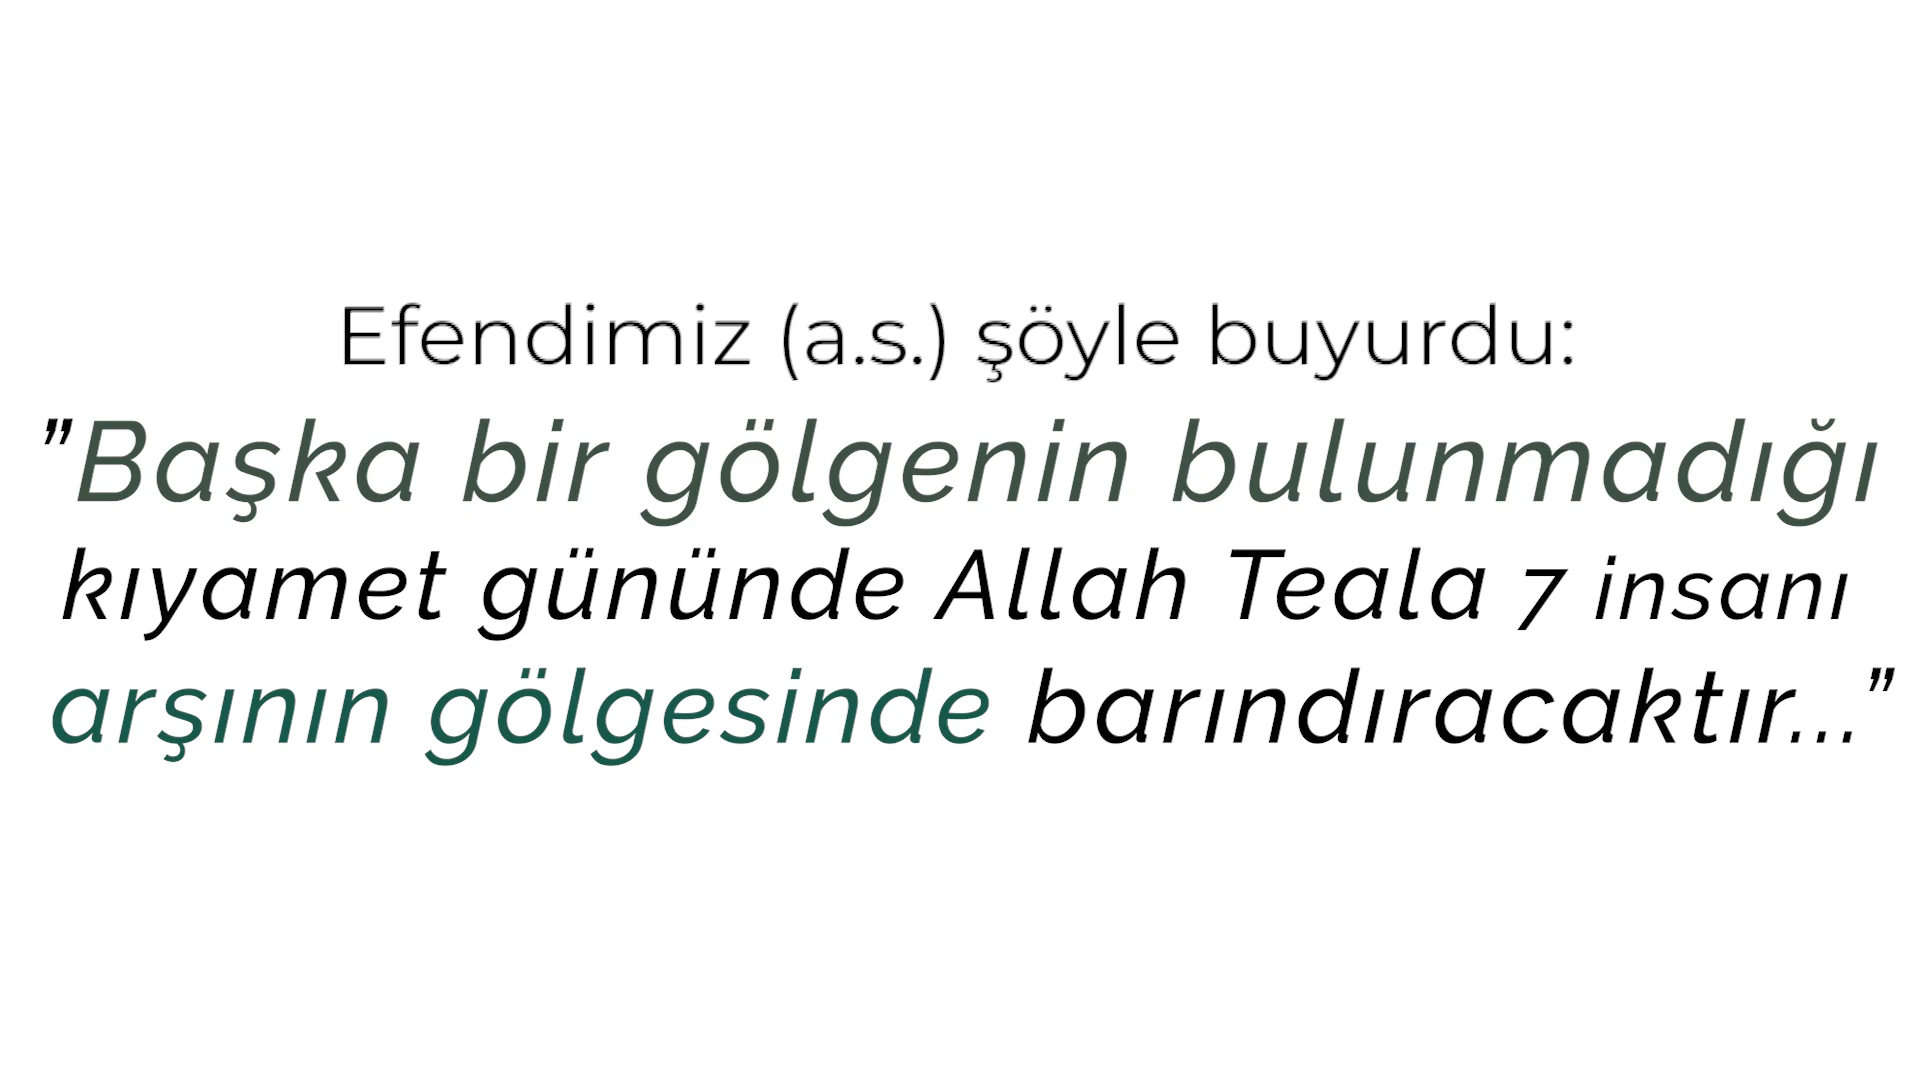 Efendimiz (a.s.) şöyle buyurdu:
”Başka bir gölgenin bulunmadığı
kıyamet gününde Allah Teala 7 insanı
arşının gölgesinde barındıracaktır...”